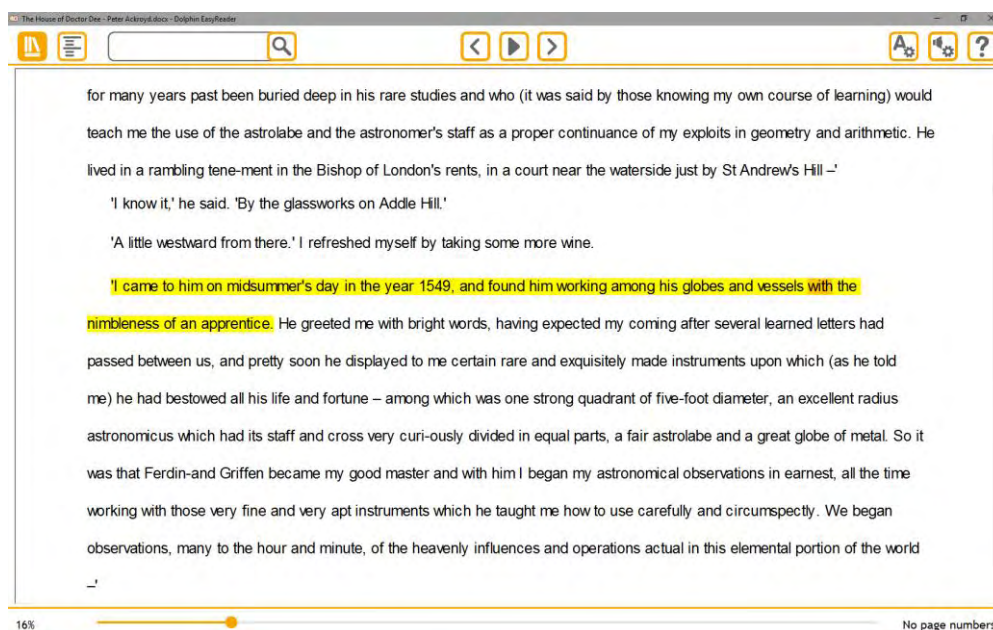 The House of Doctor Dee - Peter Ackroyd.docx - Dolphin EasyReader
for many years past been buried deep in his rare studies and who (it was said by those knowing my own course of learning) would
teach me the use of the astrolabe and the astronomer's staff as a proper continuance of my exploits in geometry and arithmetic. He
lived in a rambling tene-ment in the Bishop of London's rents, in a court near the waterside just by St Andrew's Hill –'
'I know it,' he said. 'By the glassworks on Addle Hill.'
'A little westward from there.' I refreshed myself by taking some more wine.
'I came to him on midsummer's day in the year 1549, and found him working among his globes and vessels with the
nimbleness of an apprentice. He greeted me with bright words, having expected my coming after several learned letters had
passed between us, and pretty soon he displayed to me certain rare and exquisitely made instruments upon which (as he told
me) he had bestowed all his life and fortune – among which was one strong quadrant of five-foot diameter, an excellent radius
astronomicus which had its staff and cross very curi-ously divided in equal parts, a fair astrolabe and a great globe of metal. So it
was that Ferdin-and Griffen became my good master and with him I began my astronomical observations in earnest, all the time
working with those very fine and very apt instruments which he taught me how to use carefully and circumspectly. We began
observations, many to the hour and minute, of the heavenly influences and operations actual in this elemental portion of the world
–'
16%
No page numbers